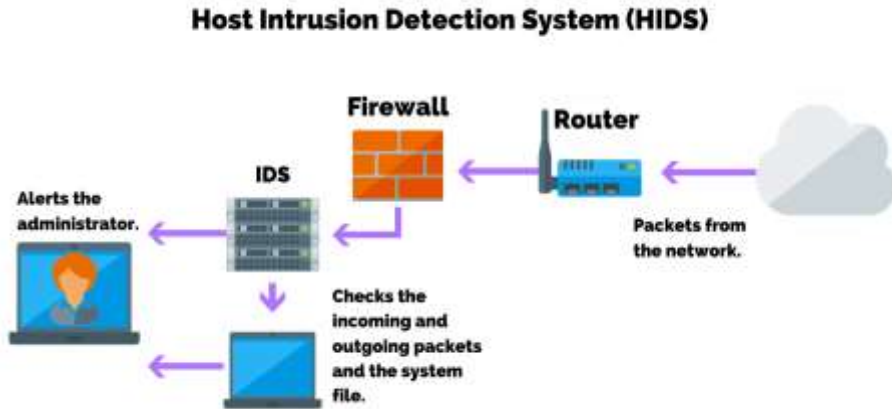 Host Intrusion Detection System (HIDS)
Firewall
Router
IDS
Alerts the
administrator.
Packets from
the network.
Checks the
incoming and
outgoing packets
and the system
file.